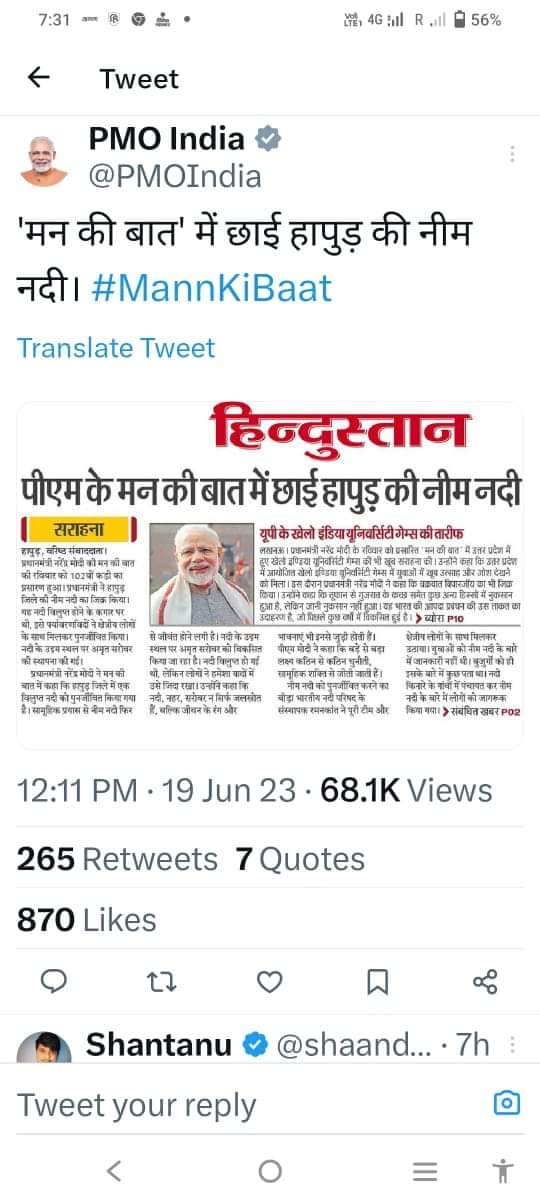 7:31
VoLTE1 4G R 56%
Tweet
PMO India
@PMOIndia
'मन की बात' में छाई हापुड़ की नीम
नदी। #MannKiBaat
Translate Tweet
हिन्दुस्तान
पीएम के मन की बात में छाई हापुड़ की नीम नदी
सराहना
हापुड़, वरिष्ठ संवाददाता।
प्रधानमंत्री नरेंद्र मोदी की मन की बात
की रविवार को 102वीं कड़ी का
प्रसारण हुआ। प्रधानमंत्री ने हापुड़
जिले की नीम नदी का जिक्र किया।
यह नदी विलुप्त होने के कगार पर
थी, इसे पर्यावरणविदों ने क्षेत्रीय लोगों
के साथ मिलकर पुनर्जीवित किया।
नदी के उद्गम स्थल पर अमृत सरोवर
की स्थापना की गई।
प्रधानमंत्री नरेंद्र मोदी ने मन की
बात में कहा कि हापुड़ जिले में एक
विलुप्त नदी को पुनर्जीवित किया गया
है। सामूहिक प्रयास से नीम नदी फिर
यूपी के खेलो इंडिया यूनिवर्सिटी गेम्स की तारीफ
लखनऊ। प्रधानमंत्री नरेंद्र मोदी के रविवार को प्रसारित 'मन की बात' में उत्तर प्रदेश में
हुए खेलो इण्डिया यूनिवर्सिटी गेम्स की भी खूब सराहना की। उन्होंने कहा कि उत्तर प्रदेश
में आयोजित खेलो इण्डिया यूनिवर्सिटी गेम्स में युवाओं में खूब उत्साह और जोश देखने
को मिला। इस दौरान प्रधानमंत्री नरेंद्र मोदी ने कहा कि चक्रवात बिपारजॉय का भी जिक्र
किया। उन्होंने कहा कि तूफान से गुजरात के कच्छ समेत कुछ अन्य हिस्सों में नुकसान
हुआ है, लेकिन जानी नुकसान नहीं हुआ। यह भारत की आपदा प्रबंधन की उस ताकत का
उदाहरण है, जो पिछले कुछ वर्षों में विकसित हुई है। ब्योरा P10
से जीवंत होने लगी है। नदी के उद्गम
स्थल पर अमृत सरोवर को विकसित
किया जा रहा है। नदी विलुप्त हो गई
थी, लेकिन लोगों ने हमेशा यादों में
उसे जिंदा रखा। उन्होंने कहा कि
नदी, नहर, सरोवर न सिर्फ जलस्रोत
हैं, बल्कि जीवन के रंग और
भावनाएं भी इनसे जुड़ी होती हैं।
पीएम मोदी ने कहा कि बड़े से बड़ा
लक्ष्य कठिन से कठिन चुनौती,
सामूहिक शक्ति से जीती जाती हैं।
नीम नदी को पुनर्जीवित करने का
बीड़ा भारतीय नदी परिषद के
संस्थापक रमनकांत ने पूरी टीम और
क्षेत्रीय लोगों के साथ मिलकर
उठाया। युवाओं को नीम नदी के बारे
में जानकारी नहीं थी। बुजुर्गों को ही
इसके बारे में कुछ पता था। नदी
किनारे के गांवों में पंचायत कर नीम
नदी के बारे में लोगों को जागरूक
किया गया। संबंधित खबर P02
12:11 PM · 19 Jun 23 · 68.1K Views
265 Retweets 7 Quotes
870 Likes
Shantanu @shaand... · 7h
Tweet your reply